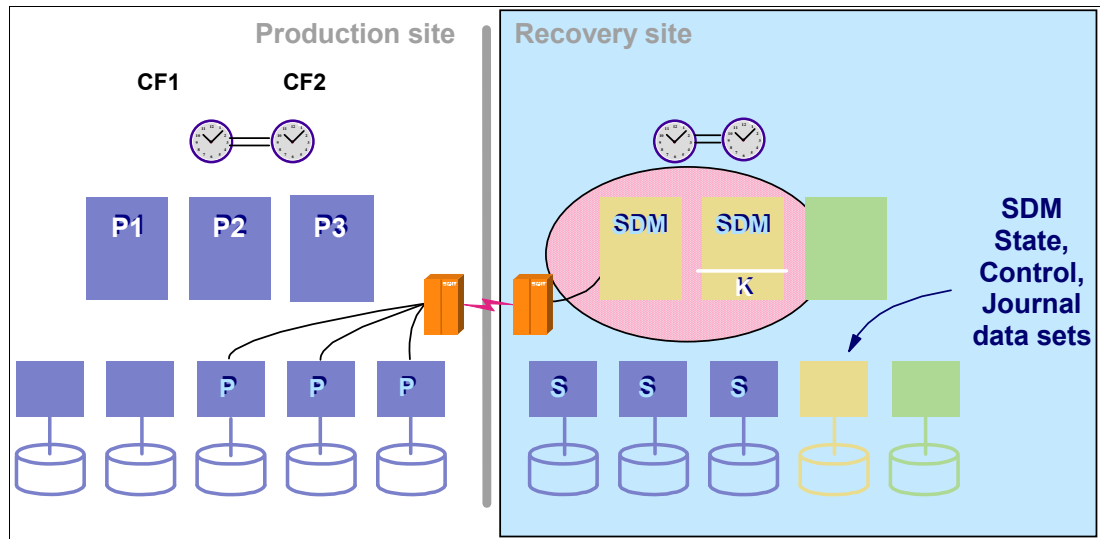 Production site
Recovery site
CF1
CF2
P1
P2
P3
SDM
SDM
K
SDM
State,
Control,
Journal
data sets
P
P
P
S
S
S